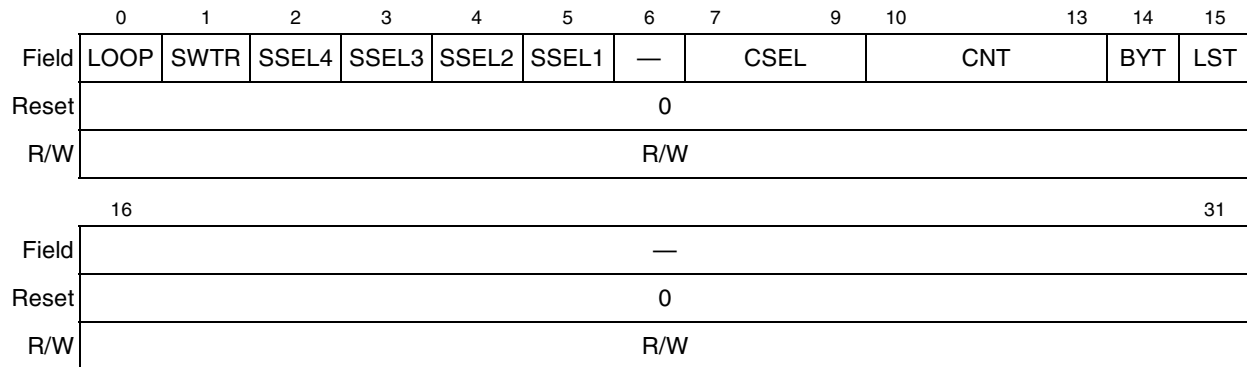 0 1 2 3 4 5 6 7 9 10 13 14 15
Field LOOP SWTR SSEL4 SSEL3 SSEL2 SSEL1 — CSEL CNT BYT LST
Reset 0
R/W R/W
16 31
Field —
Reset 0
R/W R/W